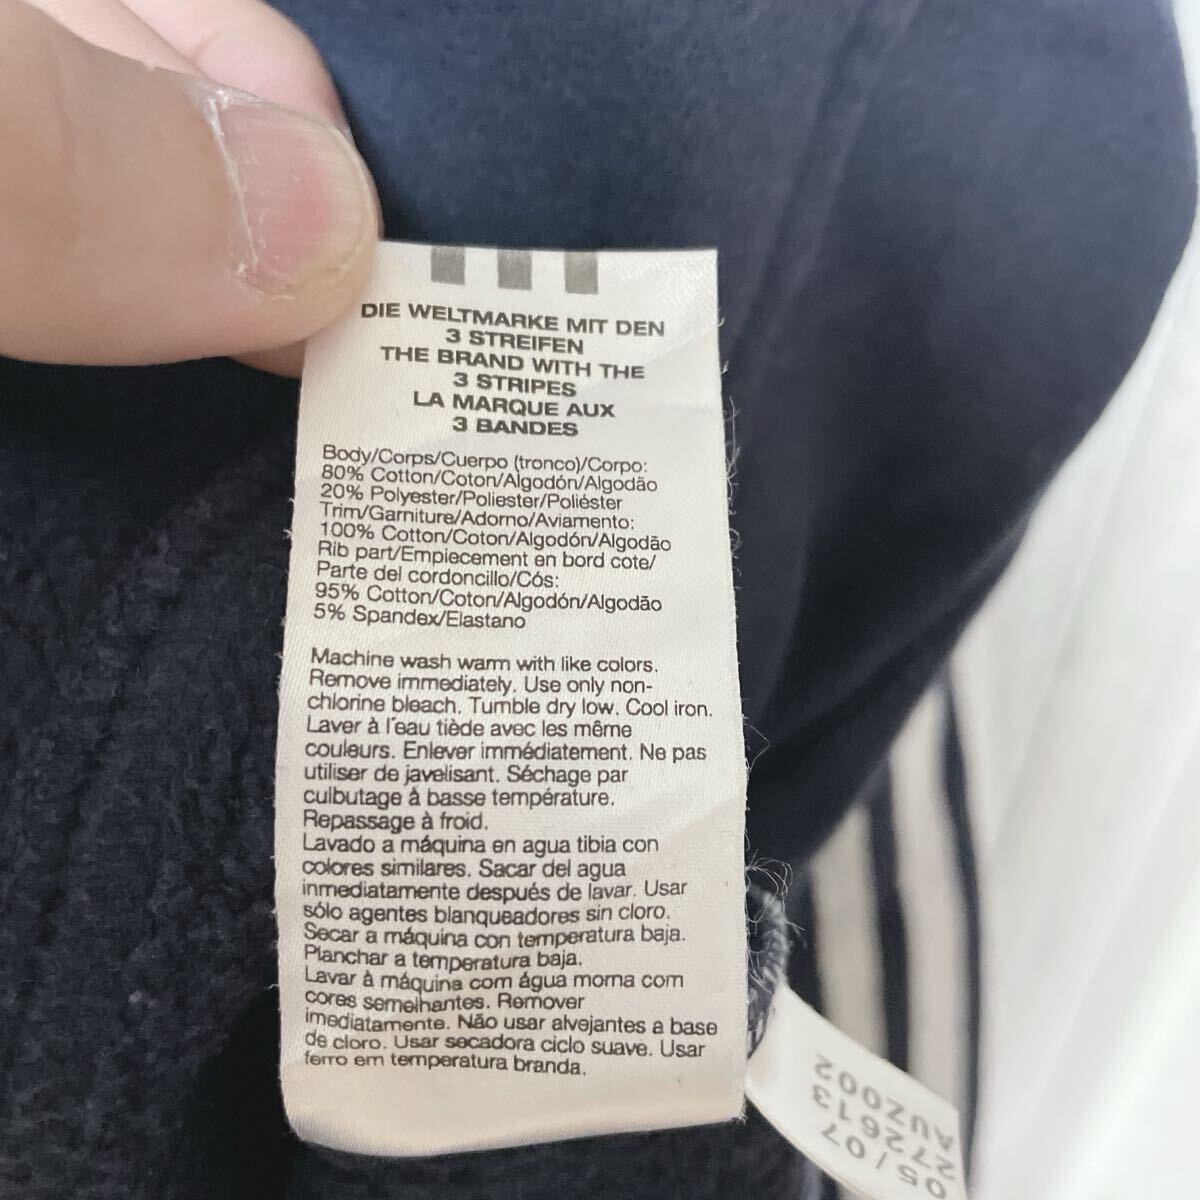 DIE WELTMARKE MIT DEN
3 STREIFEN
THE BRAND WITH THE
3 STRIPES
LA MARQUE AUX
3 BANDES
Body/Corps/Cuerpo (tronco)/Corpo:
80% Cotton/Coton/Algodón/Algodão
20% Polyester/Poliester/Poliéster
Trim/Garniture/Adorno/Aviamento:
100% Cotton/Coton/Algodón/Algodão
Rib part/Empiecement en bord cote/
Parte del cordoncillo/Cós:
95% Cotton/Coton/Algodón/Algodão
5% Spandex/Elastano
Machine wash warm with like colors.
Remove immediately. Use only non-
chlorine bleach. Tumble dry low. Cool iron.
Laver à l'eau tiède avec les même
couleurs. Enlever immédiatement. Ne pas
utiliser de javelisant. Séchage par
culbutage à basse température.
Repassage à froid.
Lavado a máquina en agua tibia con
colores similares. Sacar del agua
inmediatamente después de lavar. Usar
sólo agentes blanqueadores sin cloro.
Secar a máquina con temperatura baja.
Planchar a temperatura baja.
Lavar à máquina com água morna com
cores semelhantes. Remover
imediatamente. Não usar alvejantes a base
de cloro. Usar secadora ciclo suave. Usar
ferro em temperatura branda.
05/07
272613
AUZ002